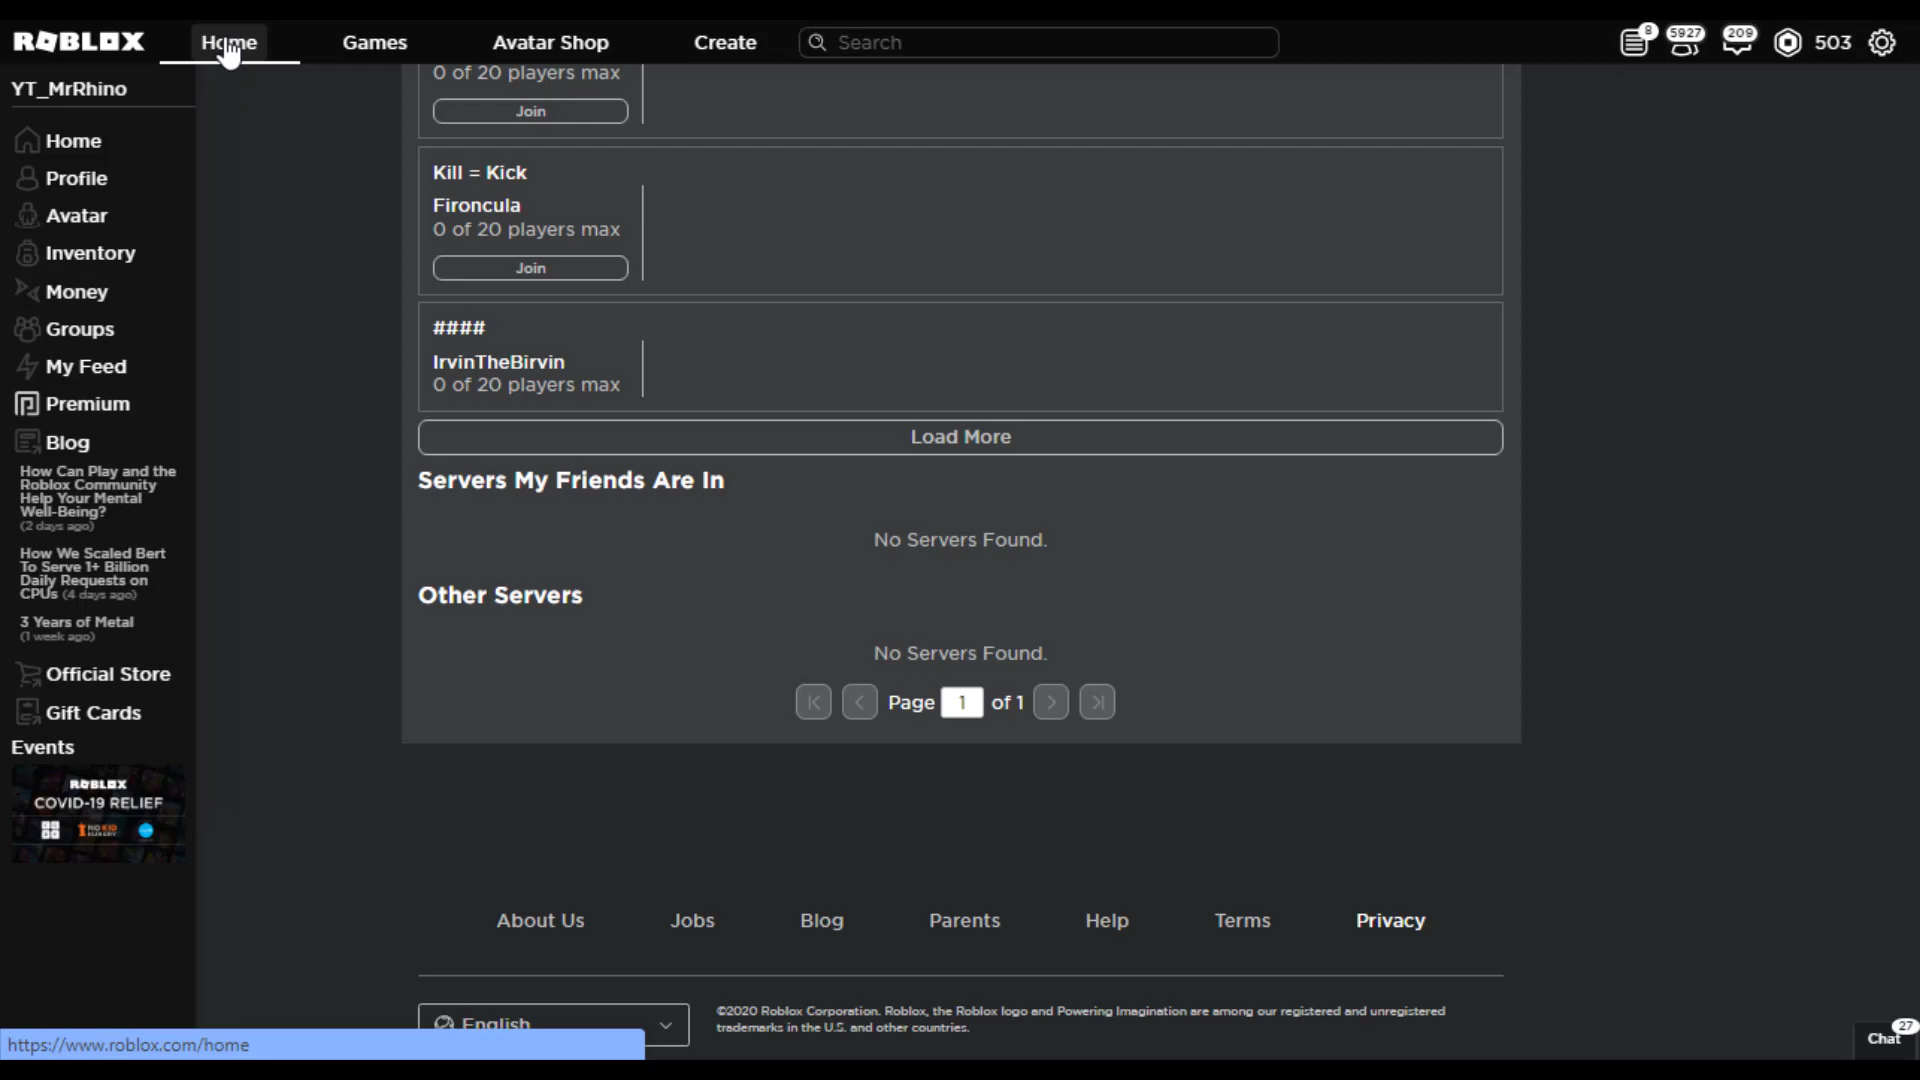 ROBLOX
Home
Games
Avatar Shop
Create
Search
8
5927
209
503
YT_MrRhino
Home
Profile
Avatar
Inventory
Money
Groups
My Feed
Premium
Blog
How Can Play and the
Roblox Community
Help Your Mental
Well-Being?
(2 days ago)
How We Scaled Bert
To Serve 1+ Billion
Daily Requests on
CPUs (4 days ago)
3 Years of Metal
(1 week ago)
Official Store
Gift Cards
Events
ROBLOX
COVID-19 RELIEF
NO KID
HUNGRY
0 of 20 players max
Join
Kill = Kick
Fironcula
0 of 20 players max
Join
####
IrvinTheBirvin
0 of 20 players max
Load More
Servers My Friends Are In
No Servers Found.
Other Servers
No Servers Found.
Page 1 of 1
About Us
Jobs
Blog
Parents
Help
Terms
Privacy
English
©2020 Roblox Corporation. Roblox, the Roblox logo and Powering Imagination are among our registered and unregistered
trademarks in the U.S. and other countries.
https://www.roblox.com/home
Chat
27